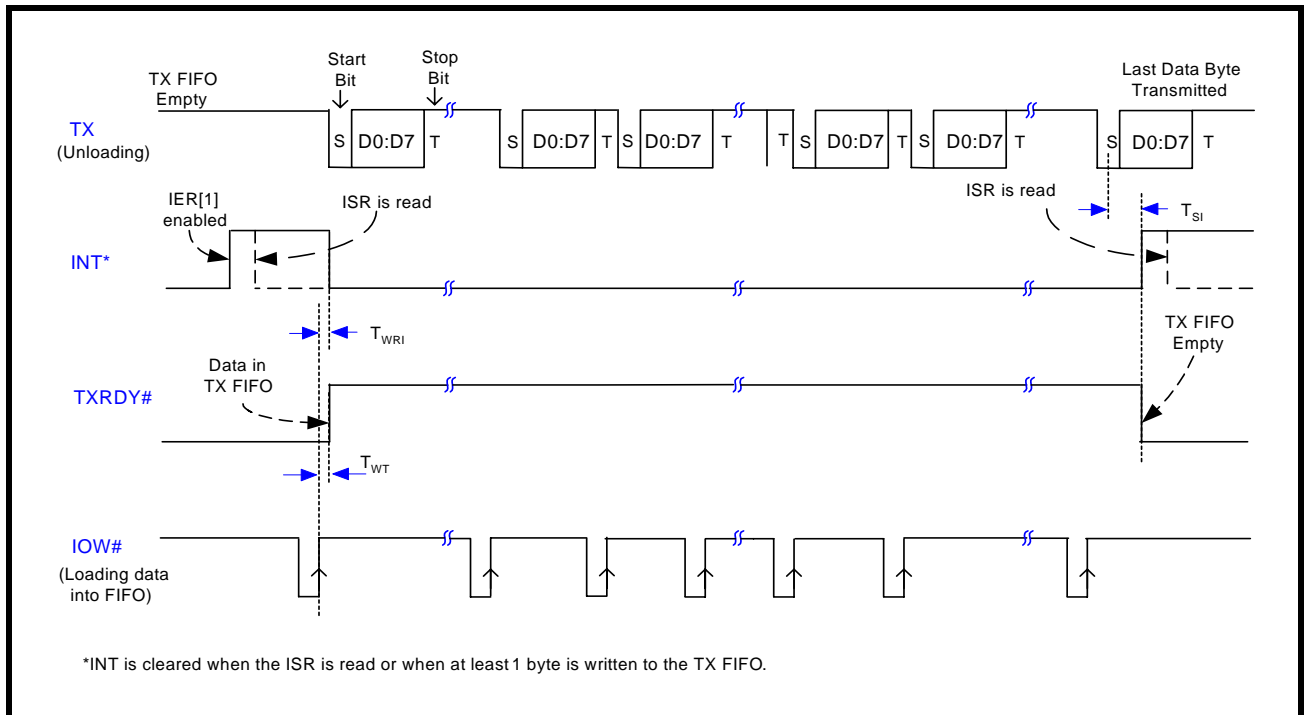 Start
Bit
Stop
Bit
TX FIFO
Empty
Last Data Byte
Transmitted
TX
(Unloading)
S D0:D7 T S D0:D7 T S D0:D7 T T S D0:D7 T S D0:D7 T S D0:D7 T
IER[1]
enabled
ISR is read
ISR is read
TSI
INT*
TWRI
TX FIFO
Empty
Data in
TX FIFO
TXRDY#
TWT
IOW#
(Loading data
into FIFO)
*INT is cleared when the ISR is read or when at least 1 byte is written to the TX FIFO.